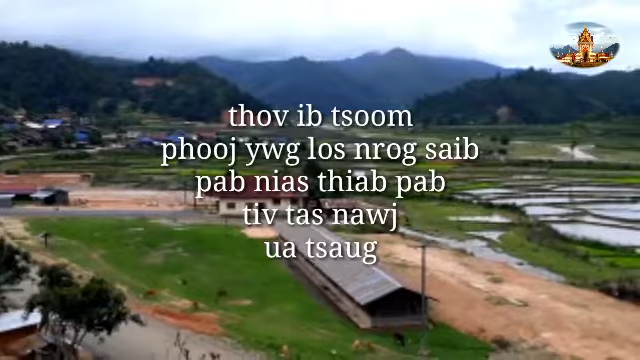 thov ib tsoom
phooj ywg los nrog saib
pab nias thiab pab
tiv tas nawj
ua tsaug